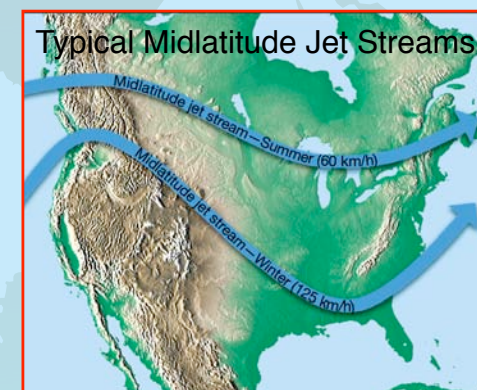 Typical Midlatitude Jet Streams
Midlatitude jet stream—Summer (60 km/h)
Midlatitude jet stream—Winter (125 km/h)